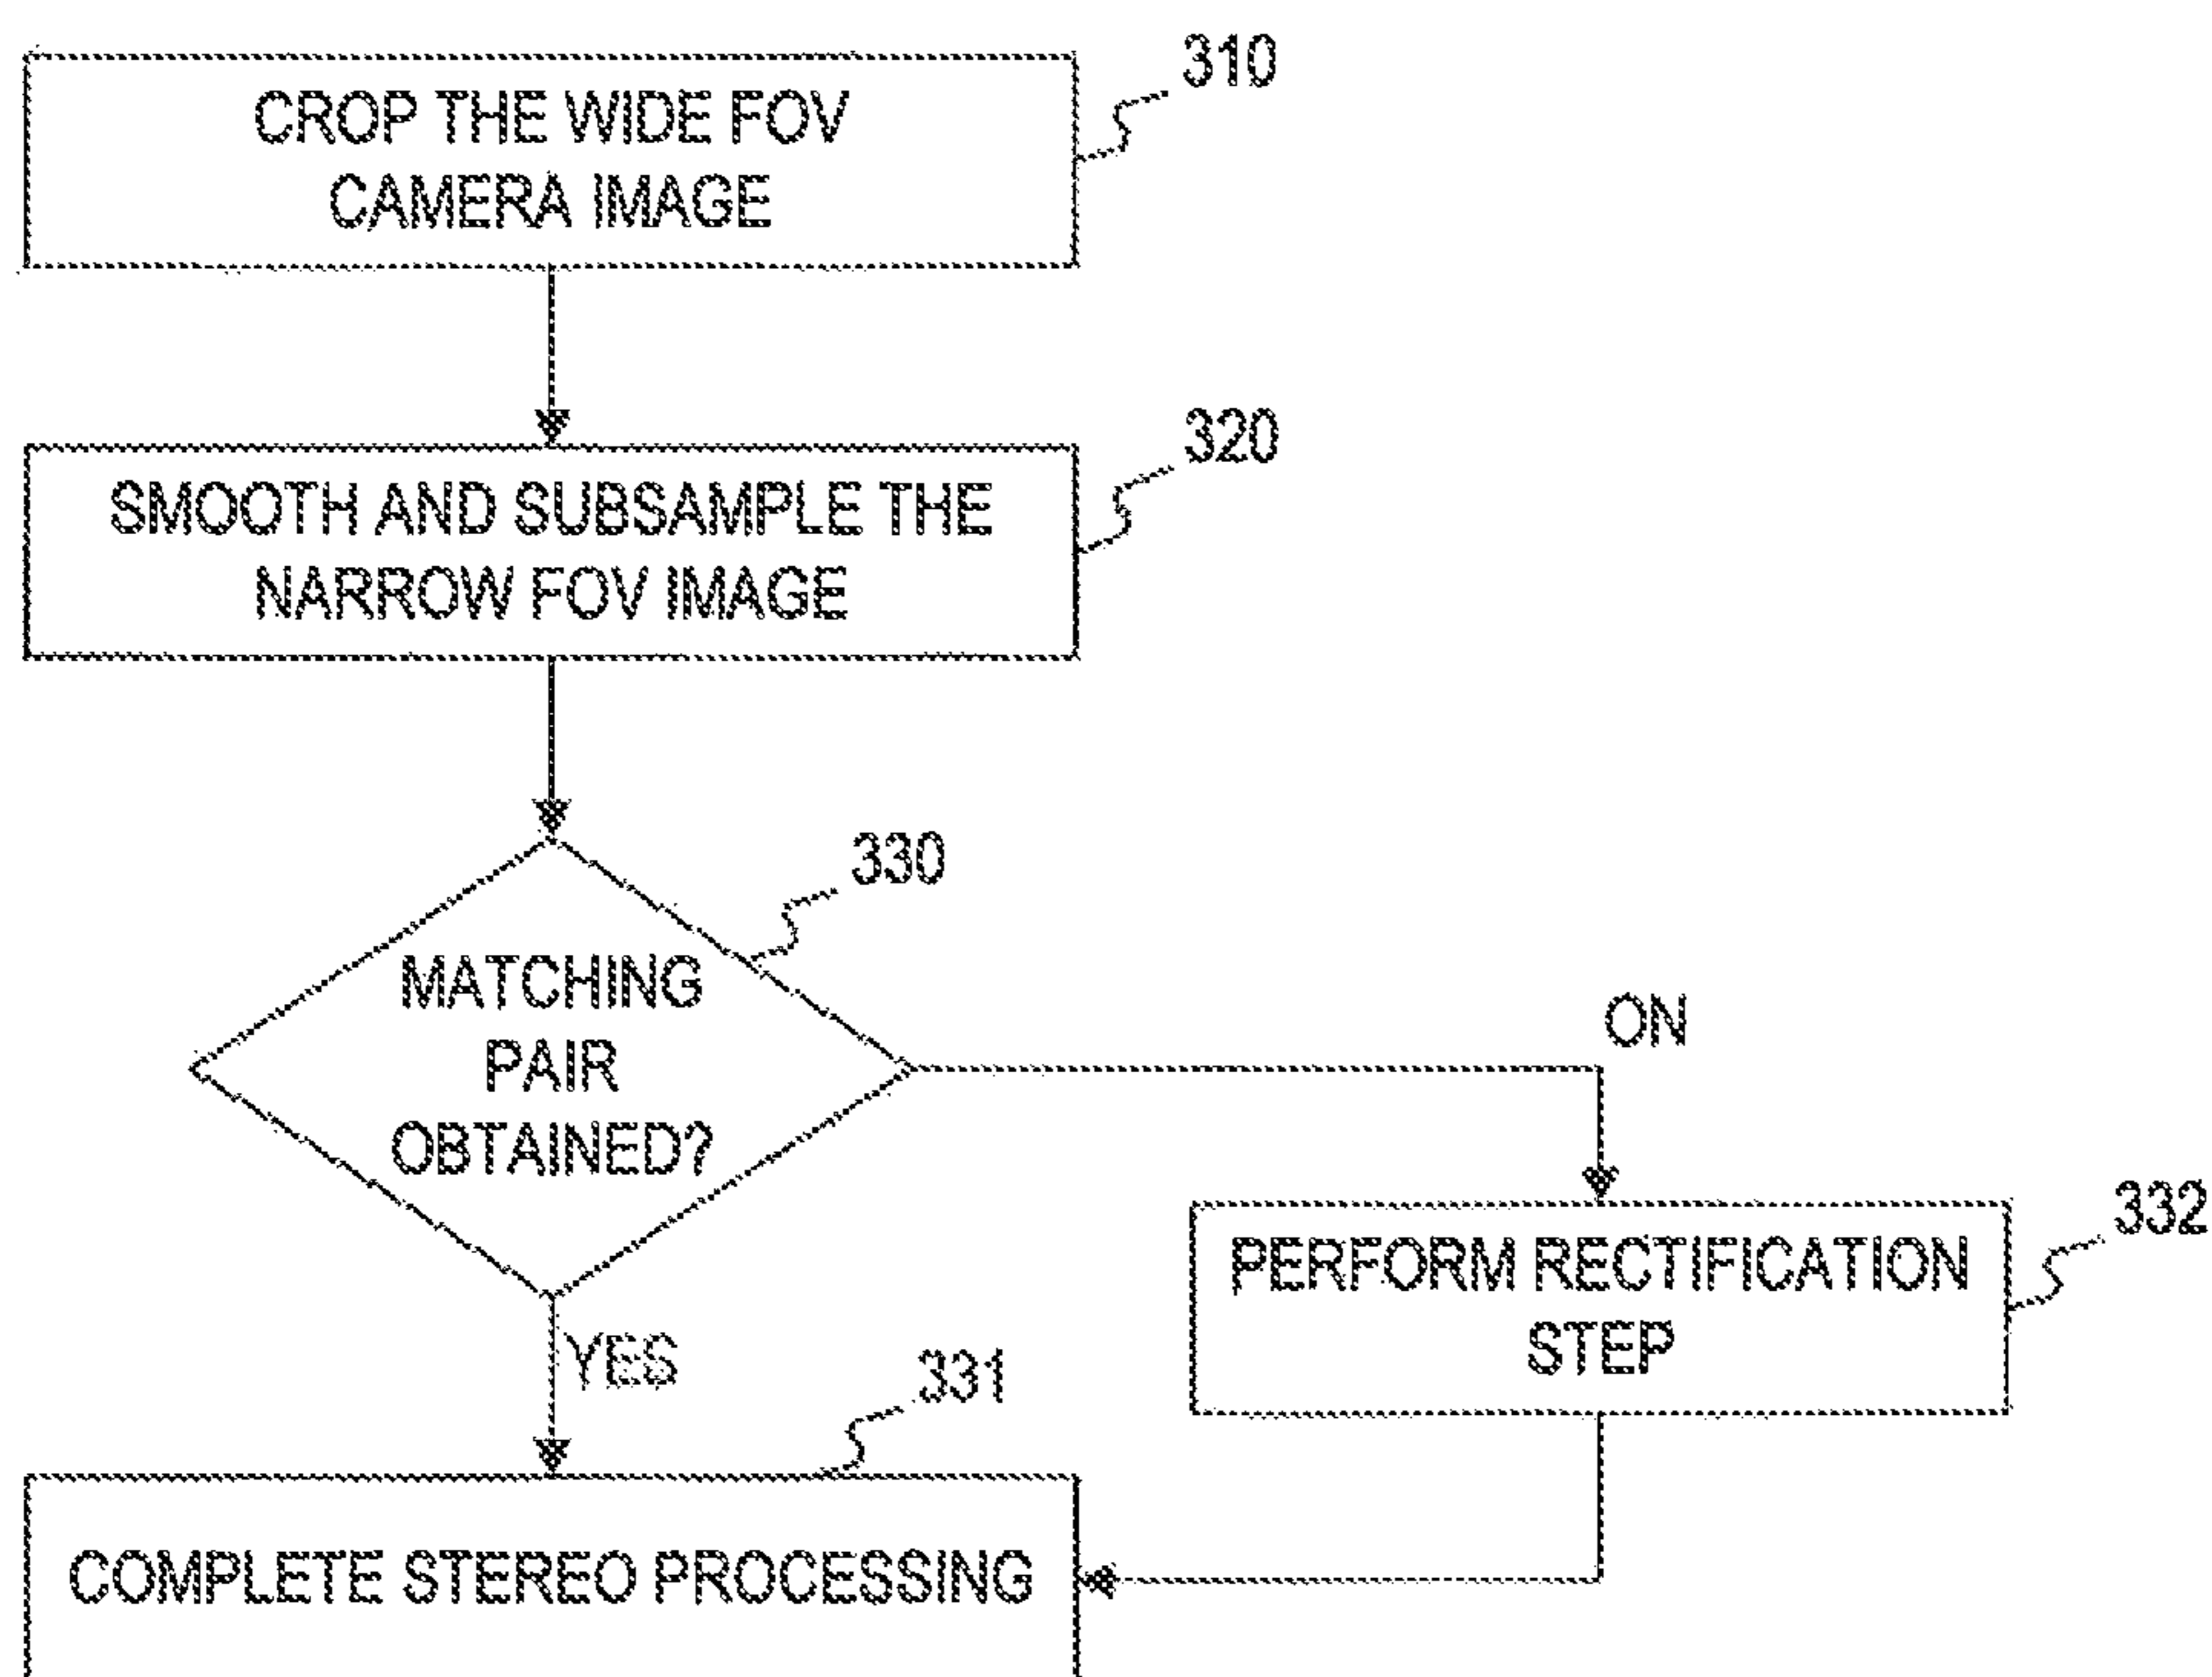 310
CROP THE WIDE FOV
CAMERA IMAGE
320
SMOOTH AND SUBSAMPLE THE
NARROW FOV IMAGE
330
MATCHING
PAIR
OBTAINED?
ON
332
PERFORM RECTIFICATION
STEP
YES
331
COMPLETE STEREO PROCESSING